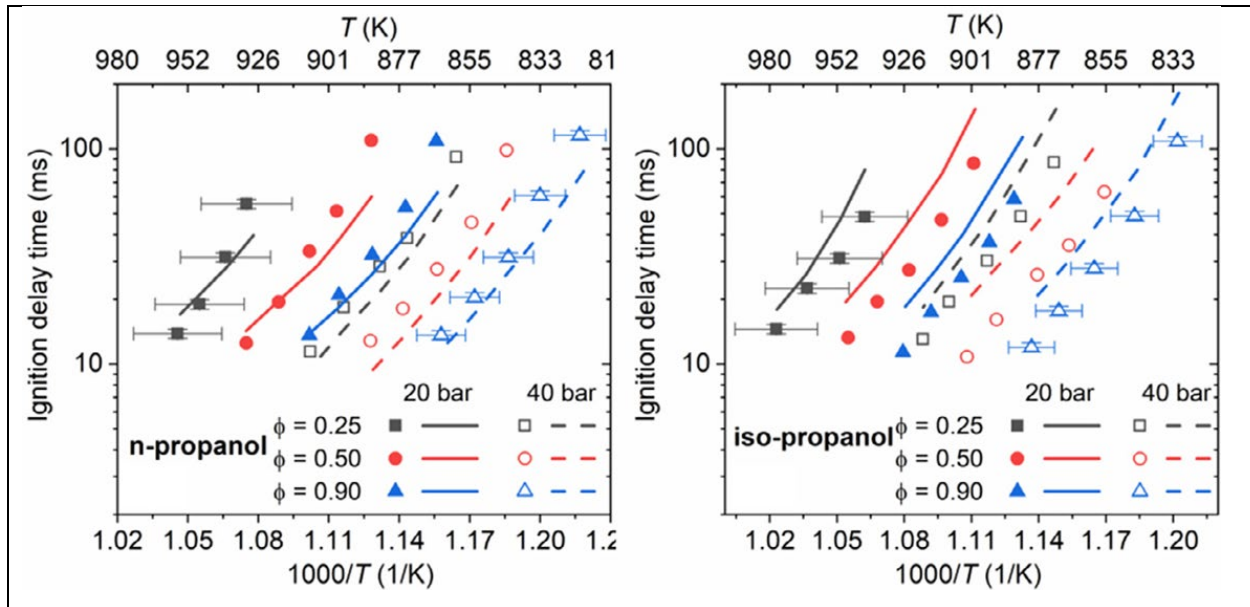 T (K)
980 952 926 901 877 855 833 81
Ignition delay time (ms)
100
10
20 bar 40 bar
n-propanol
ϕ = 0.25
ϕ = 0.50
ϕ = 0.90
1.02 1.05 1.08 1.11 1.14 1.17 1.20 1.2
1000/T (1/K)
T (K)
980 952 926 901 877 855 833
Ignition delay time (ms)
100
10
20 bar 40 bar
iso-propanol
ϕ = 0.25
ϕ = 0.50
ϕ = 0.90
1.02 1.05 1.08 1.11 1.14 1.17 1.20
1000/T (1/K)